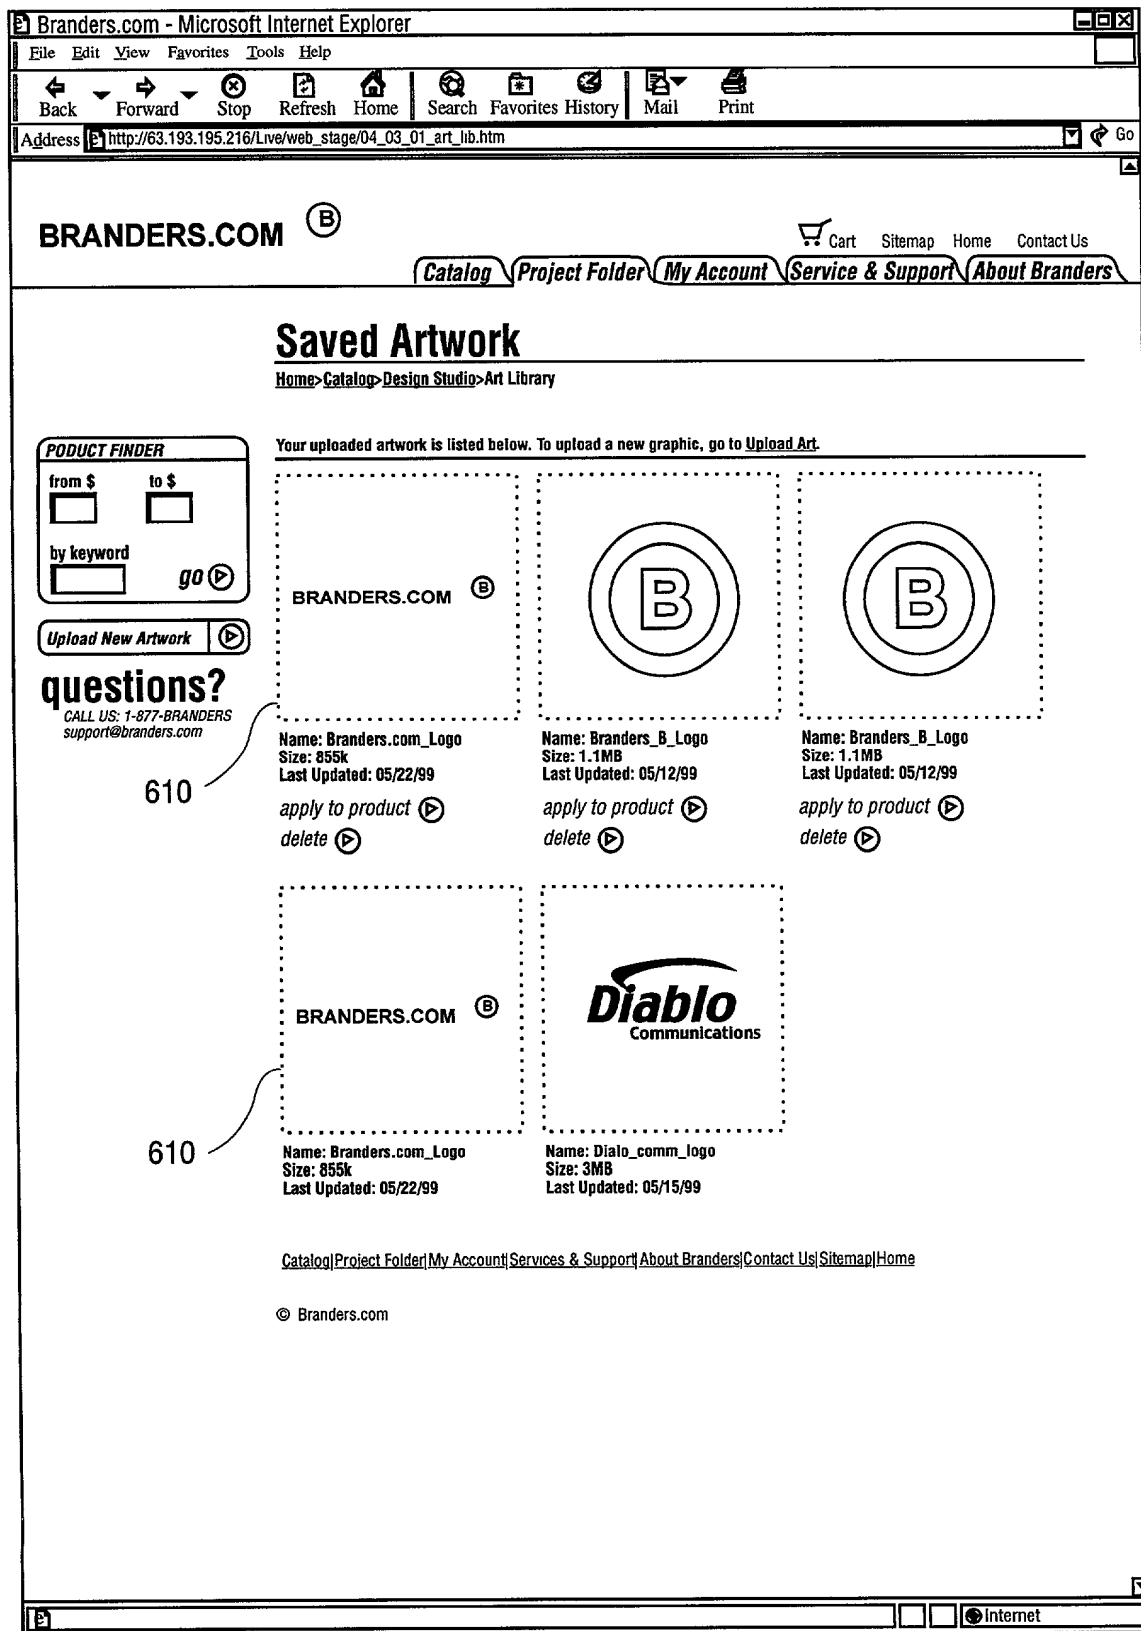 Branders.com - Microsoft Internet Explorer
File Edit View Favorites Tools Help
Back Forward Stop Refresh Home Search Favorites History Mail Print
Address http://63.193.195.216/Live/web_stage/04_03_01_art_lib.htm Go
BRANDERS.COM B
Cart Sitemap Home Contact Us
Catalog Project Folder My Account Service & Support About Branders
Saved Artwork
Home>Catalog>Design Studio>Art Library
PODUCT FINDER
from $ to $
by keyword
go
Upload New Artwork
questions?
CALL US: 1-877-BRANDERS
support@branders.com
Your uploaded artwork is listed below. To upload a new graphic, go to Upload Art.
BRANDERS.COM B
B
B
610
Name: Branders.com_Logo
Size: 855k
Last Updated: 05/22/99
apply to product
delete
Name: Branders_B_Logo
Size: 1.1MB
Last Updated: 05/12/99
apply to product
delete
Name: Branders_B_Logo
Size: 1.1MB
Last Updated: 05/12/99
apply to product
delete
BRANDERS.COM B
Diablo
Communications
610
Name: Branders.com_Logo
Size: 855k
Last Updated: 05/22/99
Name: Dialo_comm_logo
Size: 3MB
Last Updated: 05/15/99
Catalog|Project Folder|My Account|Services & Support|About Branders|Contact Us|Sitemap|Home
© Branders.com
Internet